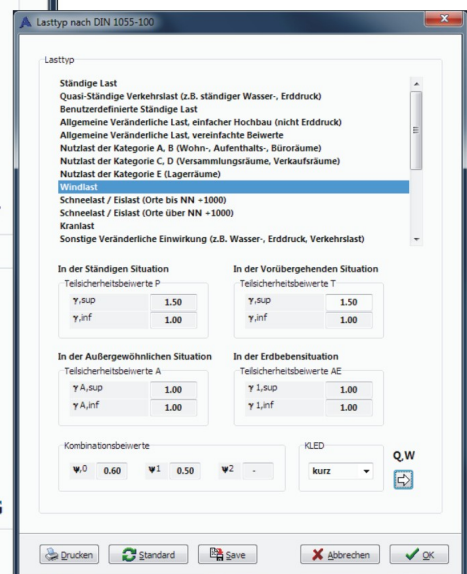 Lasttyp nach DIN 1055-100
Lasttyp
Ständige Last
Quasi-Ständige Verkehrslast (z.B. ständiger Wasser-, Erddruck)
Benutzerdefinierte Ständige Last
Allgemeine Veränderliche Last, einfacher Hochbau (nicht Erddruck)
Allgemeine Veränderliche Last, vereinfachte Beiwerte
Nutzlast der Kategorie A, B (Wohn-, Aufenthalts-, Büroräume)
Nutzlast der Kategorie C, D (Versammlungsräume, Verkaufsräume)
Nutzlast der Kategorie E (Lagerräume)
Windlast
Schneelast / Eislast (Orte bis NN +1000)
Schneelast / Eislast (Orte über NN +1000)
Kranlast
Sonstige Veränderliche Einwirkung (z.B. Wasser-, Erddruck, Verkehrslast)
In der Ständigen Situation
Teilsicherheitsbeiwerte P
γ,sup 1.50
γ,inf 1.00
In der Vorübergehenden Situation
Teilsicherheitsbeiwerte T
γ,sup 1.50
γ,inf 1.00
In der Außergewöhnlichen Situation
Teilsicherheitsbeiwerte A
γ A,sup 1.00
γ A,inf 1.00
In der Erdbebensituation
Teilsicherheitsbeiwerte AE
γ 1,sup 1.00
γ 1,inf 1.00
Kombinationsbeiwerte
ψ,0 0.60 ψ1 0.50 ψ2 -
KLED
kurz
Q,W
Drucken Standard Save Abbrechen OK